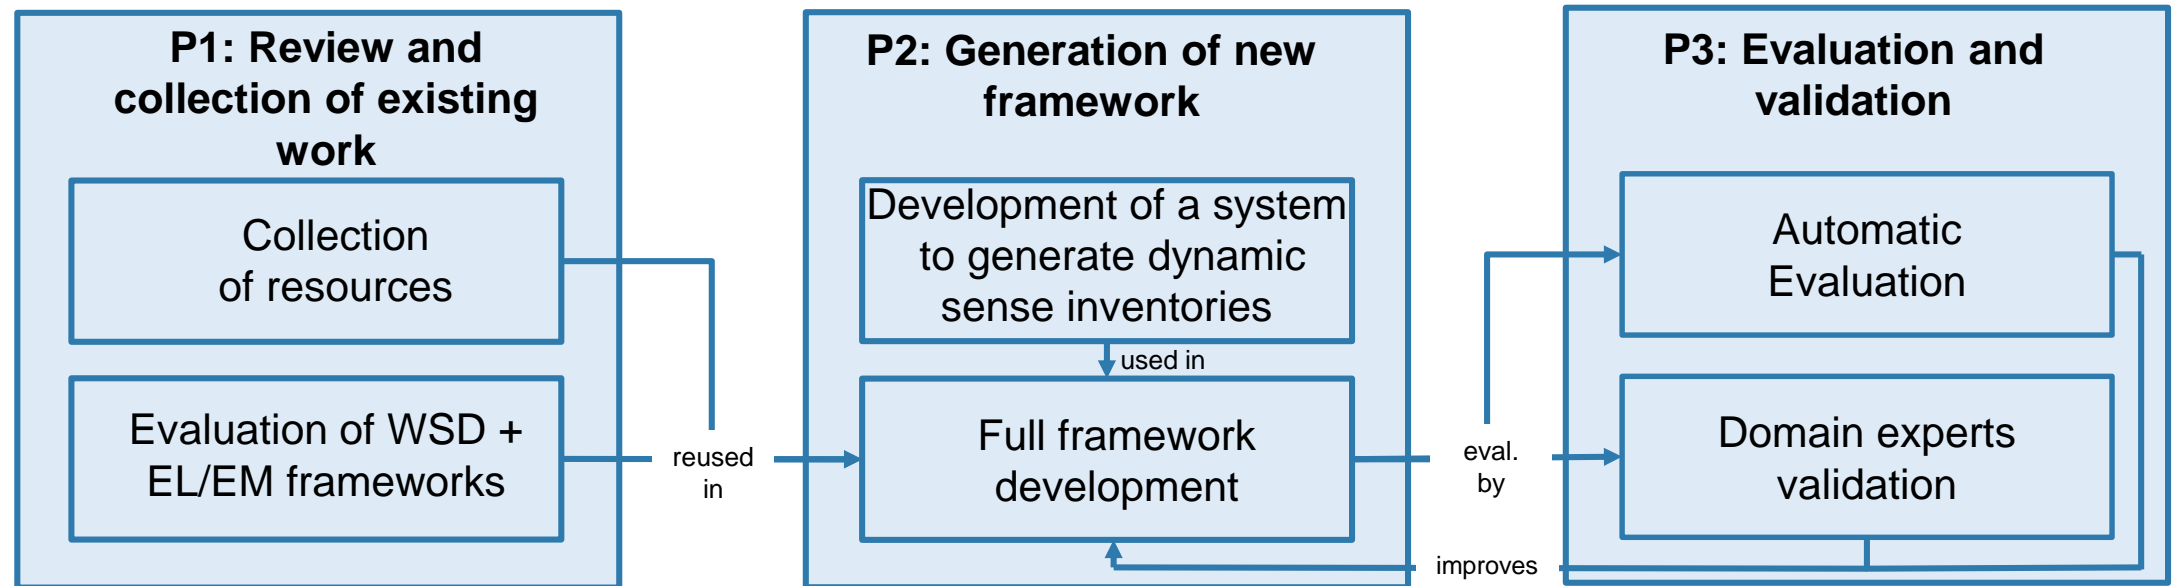 P1: Review and
collection of existing
work
Collection
of resources
Evaluation of WSD +
EL/EM frameworks
reused
in
P2: Generation of new
framework
Development of a system
to generate dynamic
sense inventories
used in
Full framework
development
eval.
by
improves
P3: Evaluation and
validation
Automatic
Evaluation
Domain experts
validation